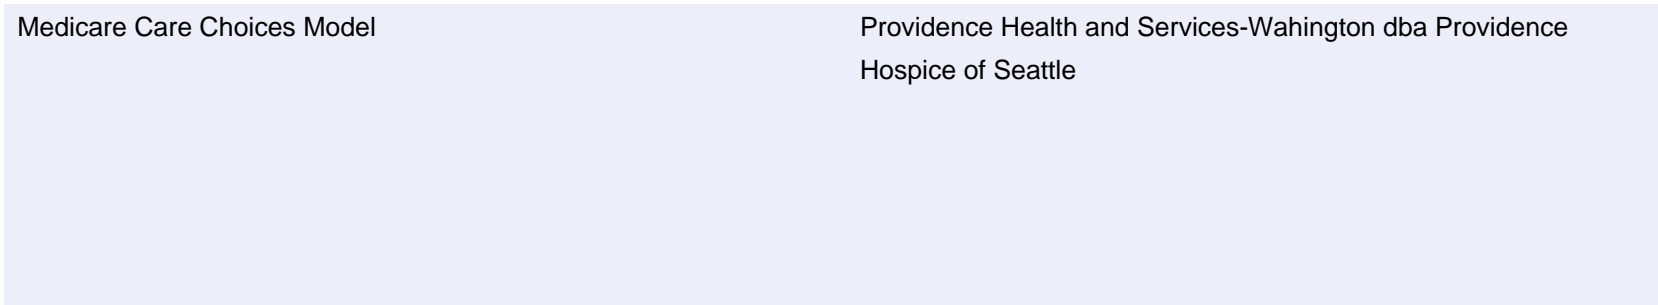 Medicare Care Choices Model
Providence Health and Services-Wahington dba Providence
Hospice of Seattle